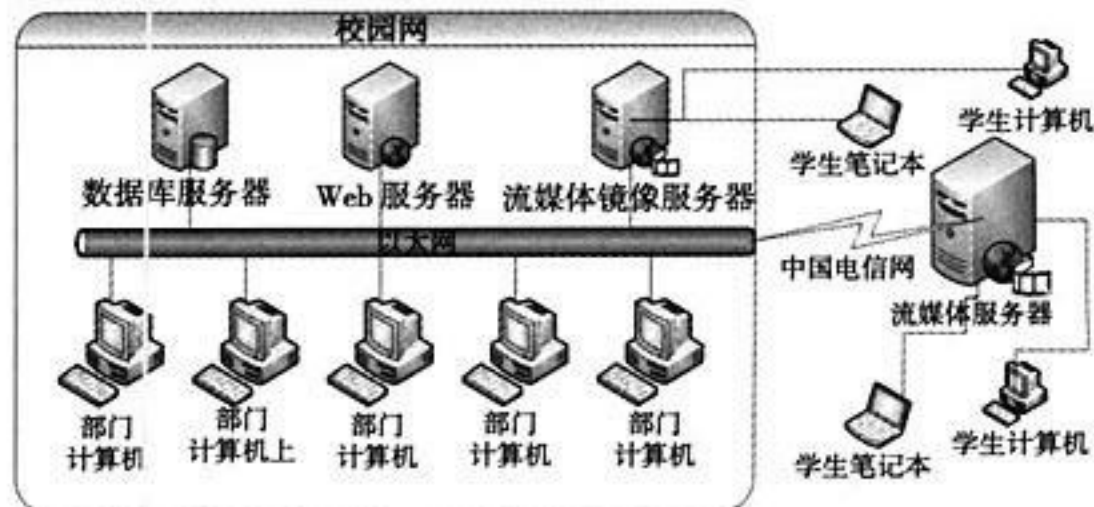 校园网
学生计算机
学生笔记本
数据库服务器
Web 服务器
流媒体镜像服务器
以太网
中国电信网
流媒体服务器
部门
计算机
部门
计算机上
部门
计算机
部门
计算机
部门
计算机
学生笔记本
学生计算机